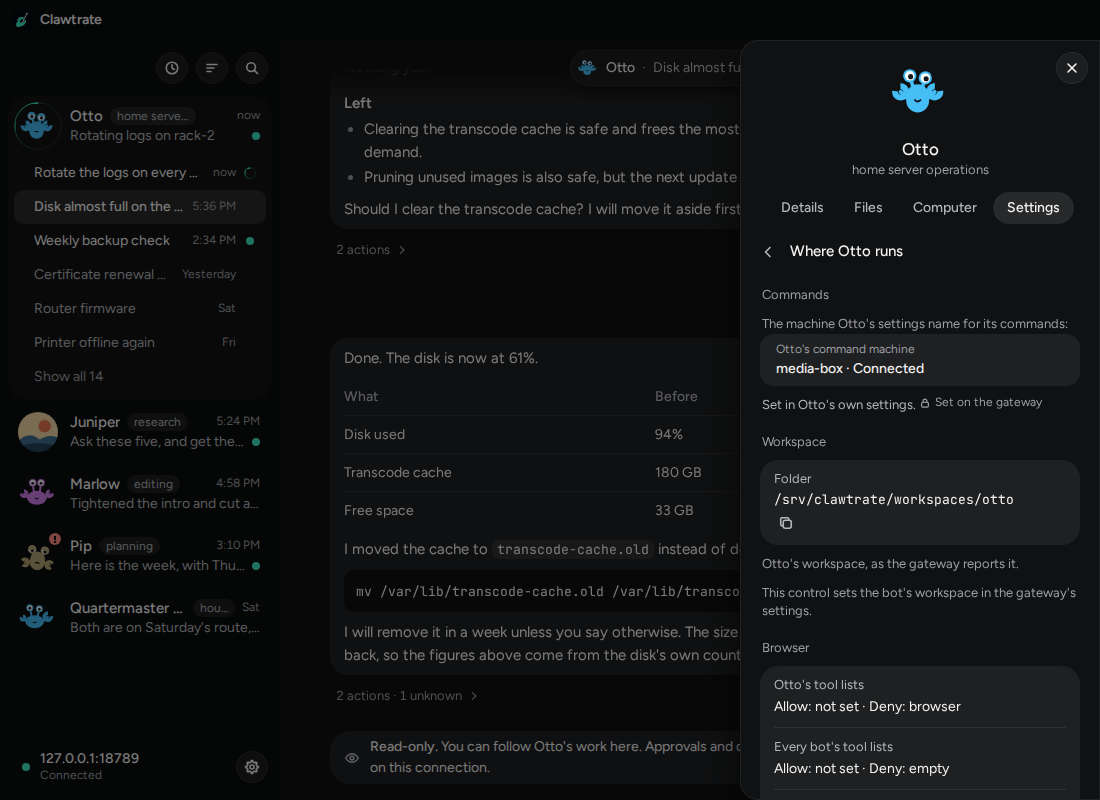 Clawtrate
Otto home serve... now
Rotating logs on rack-2
Rotate the logs on every ... now
Disk almost full on the ... 5:36 PM
Weekly backup check 2:34 PM
Certificate renewal ... Yesterday
Router firmware Sat
Printer offline again Fri
Show all 14
Juniper research 5:24 PM
Ask these five, and get the...
Marlow editing 4:58 PM
Tightened the intro and cut a...
Pip planning 3:10 PM
Here is the week, with Thu...
Quartermaster ... hou... Sat
Both are on Saturday's route,...
127.0.0.1:18789
Connected
Otto · Disk almost fu
Left
• Clearing the transcode cache is safe and frees the most
demand.
• Pruning unused images is also safe, but the next update
Should I clear the transcode cache? I will move it aside first
2 actions
Done. The disk is now at 61%.
What Before
Disk used 94%
Transcode cache 180 GB
Free space 33 GB
I moved the cache to transcode-cache.old instead of d
mv /var/lib/transcode-cache.old /var/lib/transco
I will remove it in a week unless you say otherwise. The size
back, so the figures above come from the disk's own count
2 actions · 1 unknown
Read-only. You can follow Otto's work here. Approvals and
on this connection.
Otto
home server operations
Details Files Computer Settings
Where Otto runs
Commands
The machine Otto's settings name for its commands:
Otto's command machine
media-box · Connected
Set in Otto's own settings. Set on the gateway
Workspace
Folder
/srv/clawtrate/workspaces/otto
Otto's workspace, as the gateway reports it.
This control sets the bot's workspace in the gateway's
settings.
Browser
Otto's tool lists
Allow: not set · Deny: browser
Every bot's tool lists
Allow: not set · Deny: empty